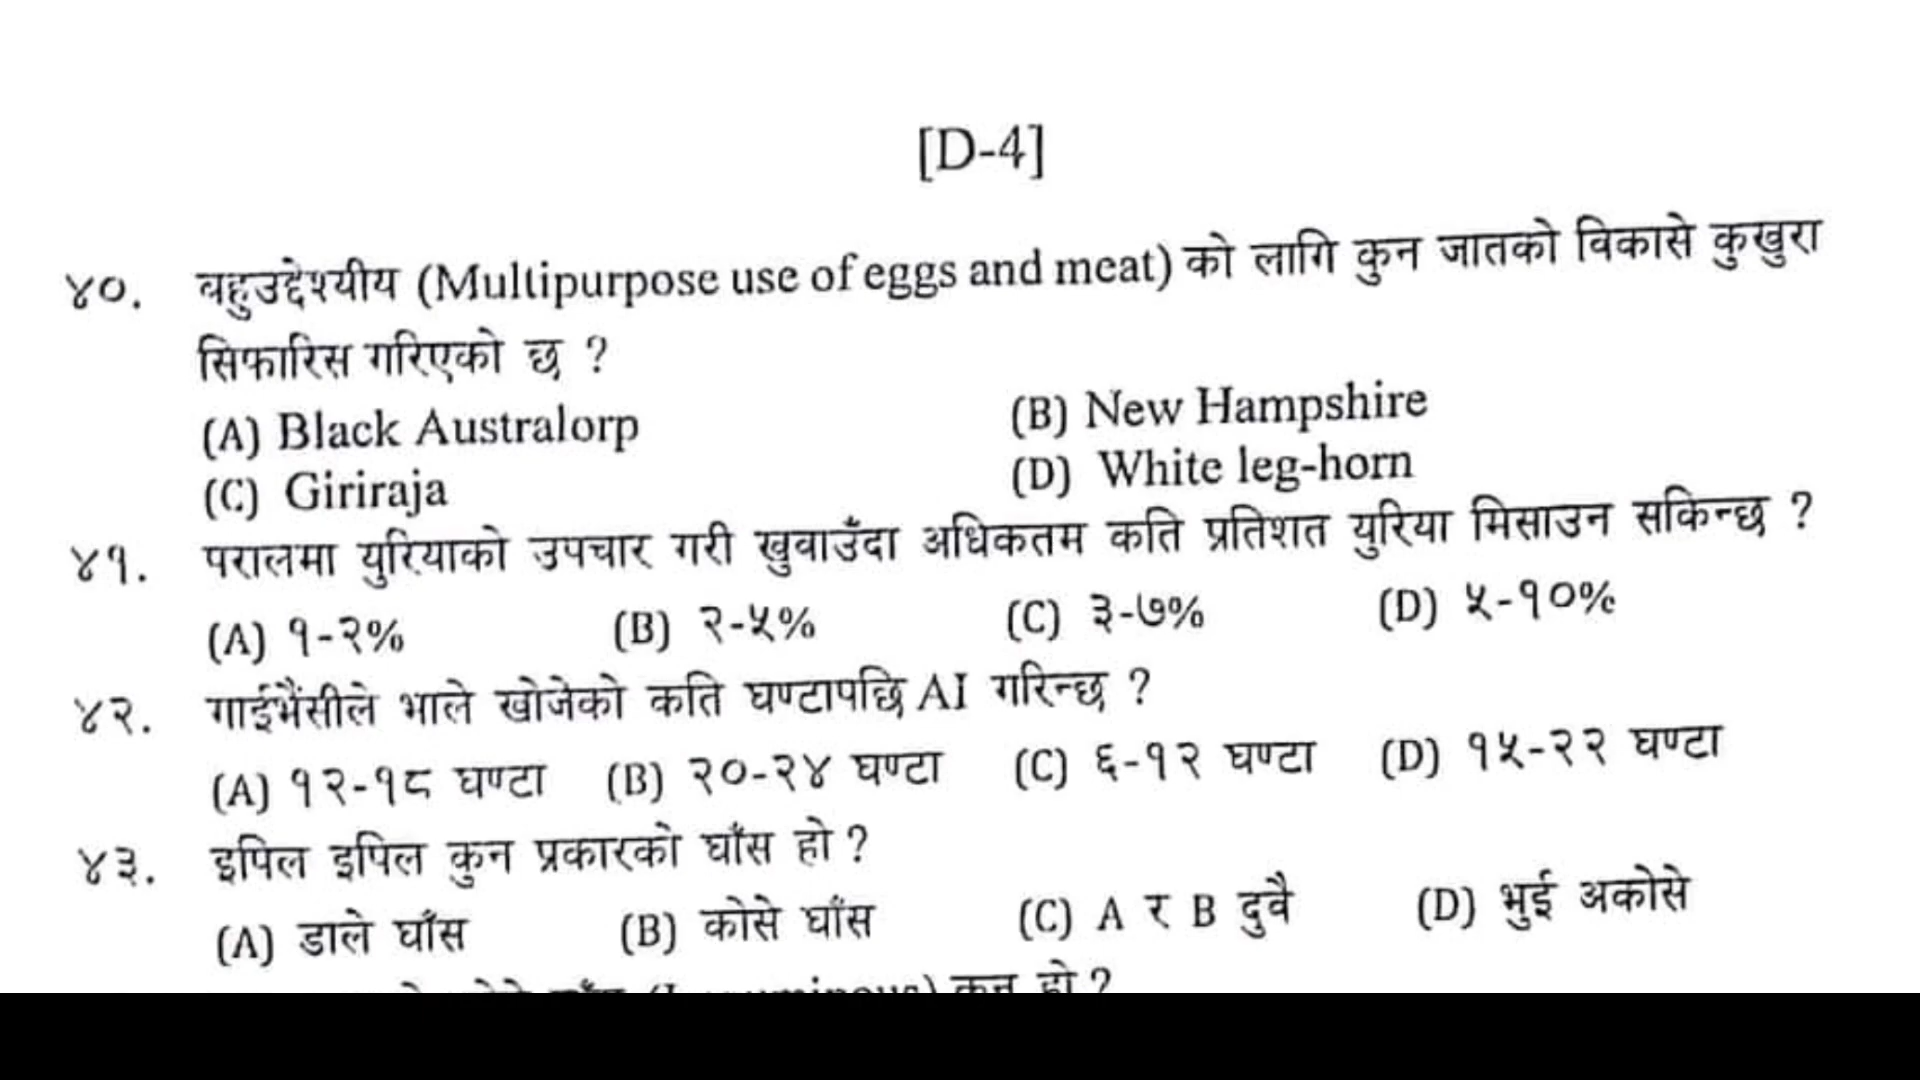 [D-4]
४०. बहुउद्देश्यीय (Multipurpose use of eggs and meat) को लागि कुन जातको विकासे कुखुरा
सिफारिस गरिएको छ ?
(A) Black Australorp (B) New Hampshire
(C) Giriraja (D) White leg-horn
४१. परालमा युरियाको उपचार गरी खुवाउँदा अधिकतम कति प्रतिशत युरिया मिसाउन सकिन्छ ?
(A) १-२% (B) २-५% (C) ३-७% (D) ५-१०%
४२. गाईभैंसीले भाले खोजेको कति घण्टापछि AI गरिन्छ ?
(A) १२-१८ घण्टा (B) २०-२४ घण्टा (C) ६-१२ घण्टा (D) १५-२२ घण्टा
४३. इपिल इपिल कुन प्रकारको घाँस हो ?
(A) डाले घाँस (B) कोसे घाँस (C) A र B दुवै (D) भुई अकोसे
कुन हो ?